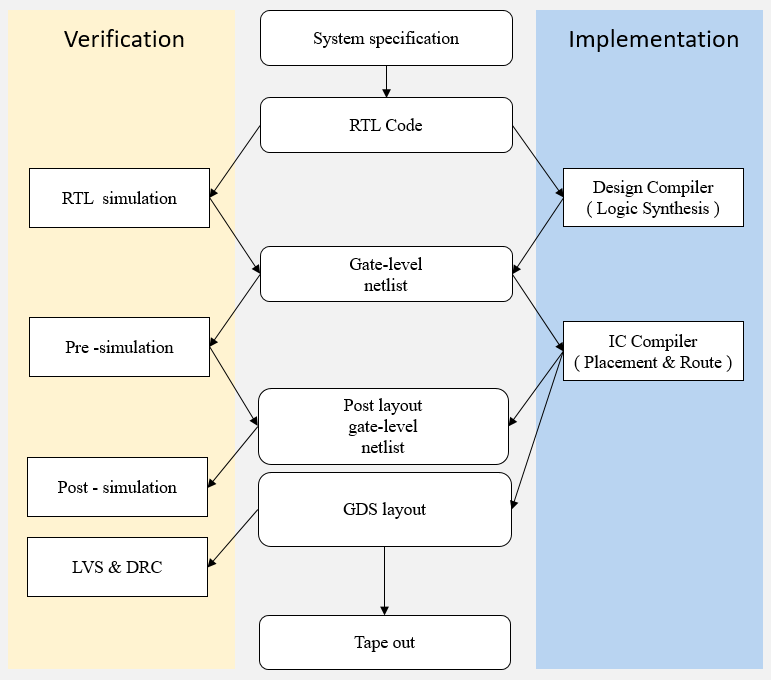 Verification
System specification
Implementation
RTL Code
RTL simulation
Design Compiler
( Logic Synthesis )
Gate-level
netlist
Pre -simulation
IC Compiler
( Placement & Route )
Post layout
gate-level
netlist
Post - simulation
GDS layout
LVS & DRC
Tape out